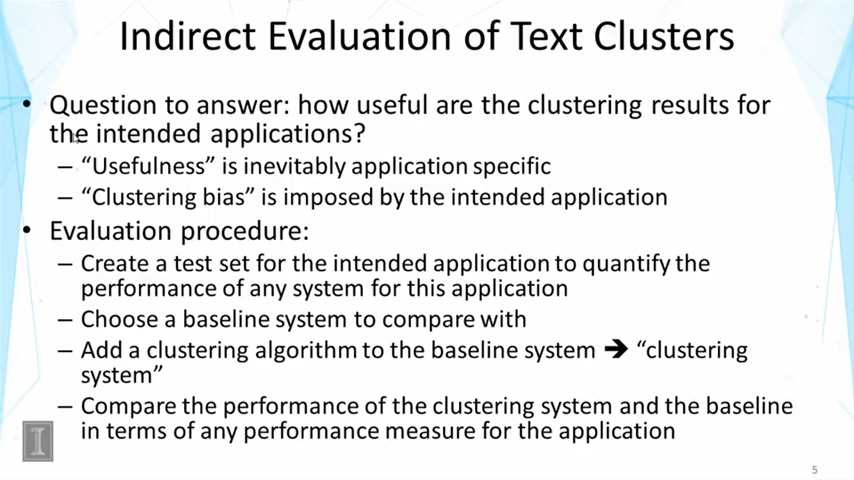 Indirect Evaluation of Text Clusters
• Question to answer: how useful are the clustering results for
the intended applications?
– “Usefulness” is inevitably application specific
– “Clustering bias” is imposed by the intended application
• Evaluation procedure:
– Create a test set for the intended application to quantify the
performance of any system for this application
– Choose a baseline system to compare with
– Add a clustering algorithm to the baseline system ➔ “clustering
system”
– Compare the performance of the clustering system and the baseline
in terms of any performance measure for the application
I
5